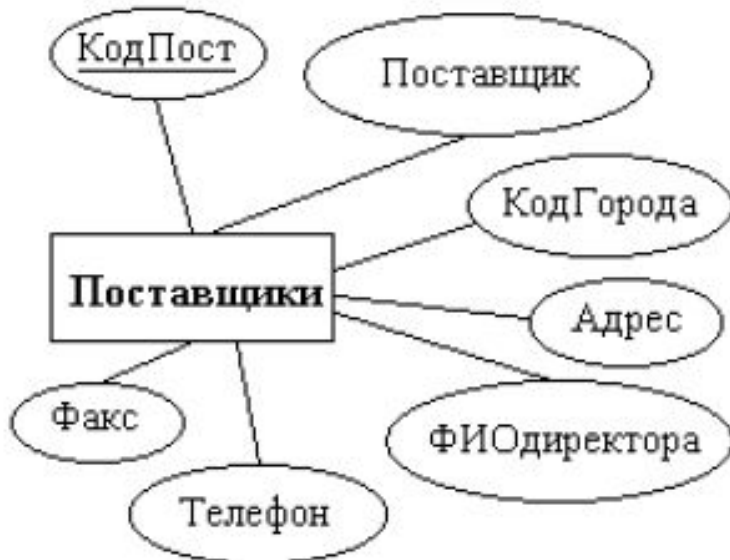 КодПост
Поставщик
КодГорода
Поставщики
Адрес
Факс
ФИОдиректора
Телефон